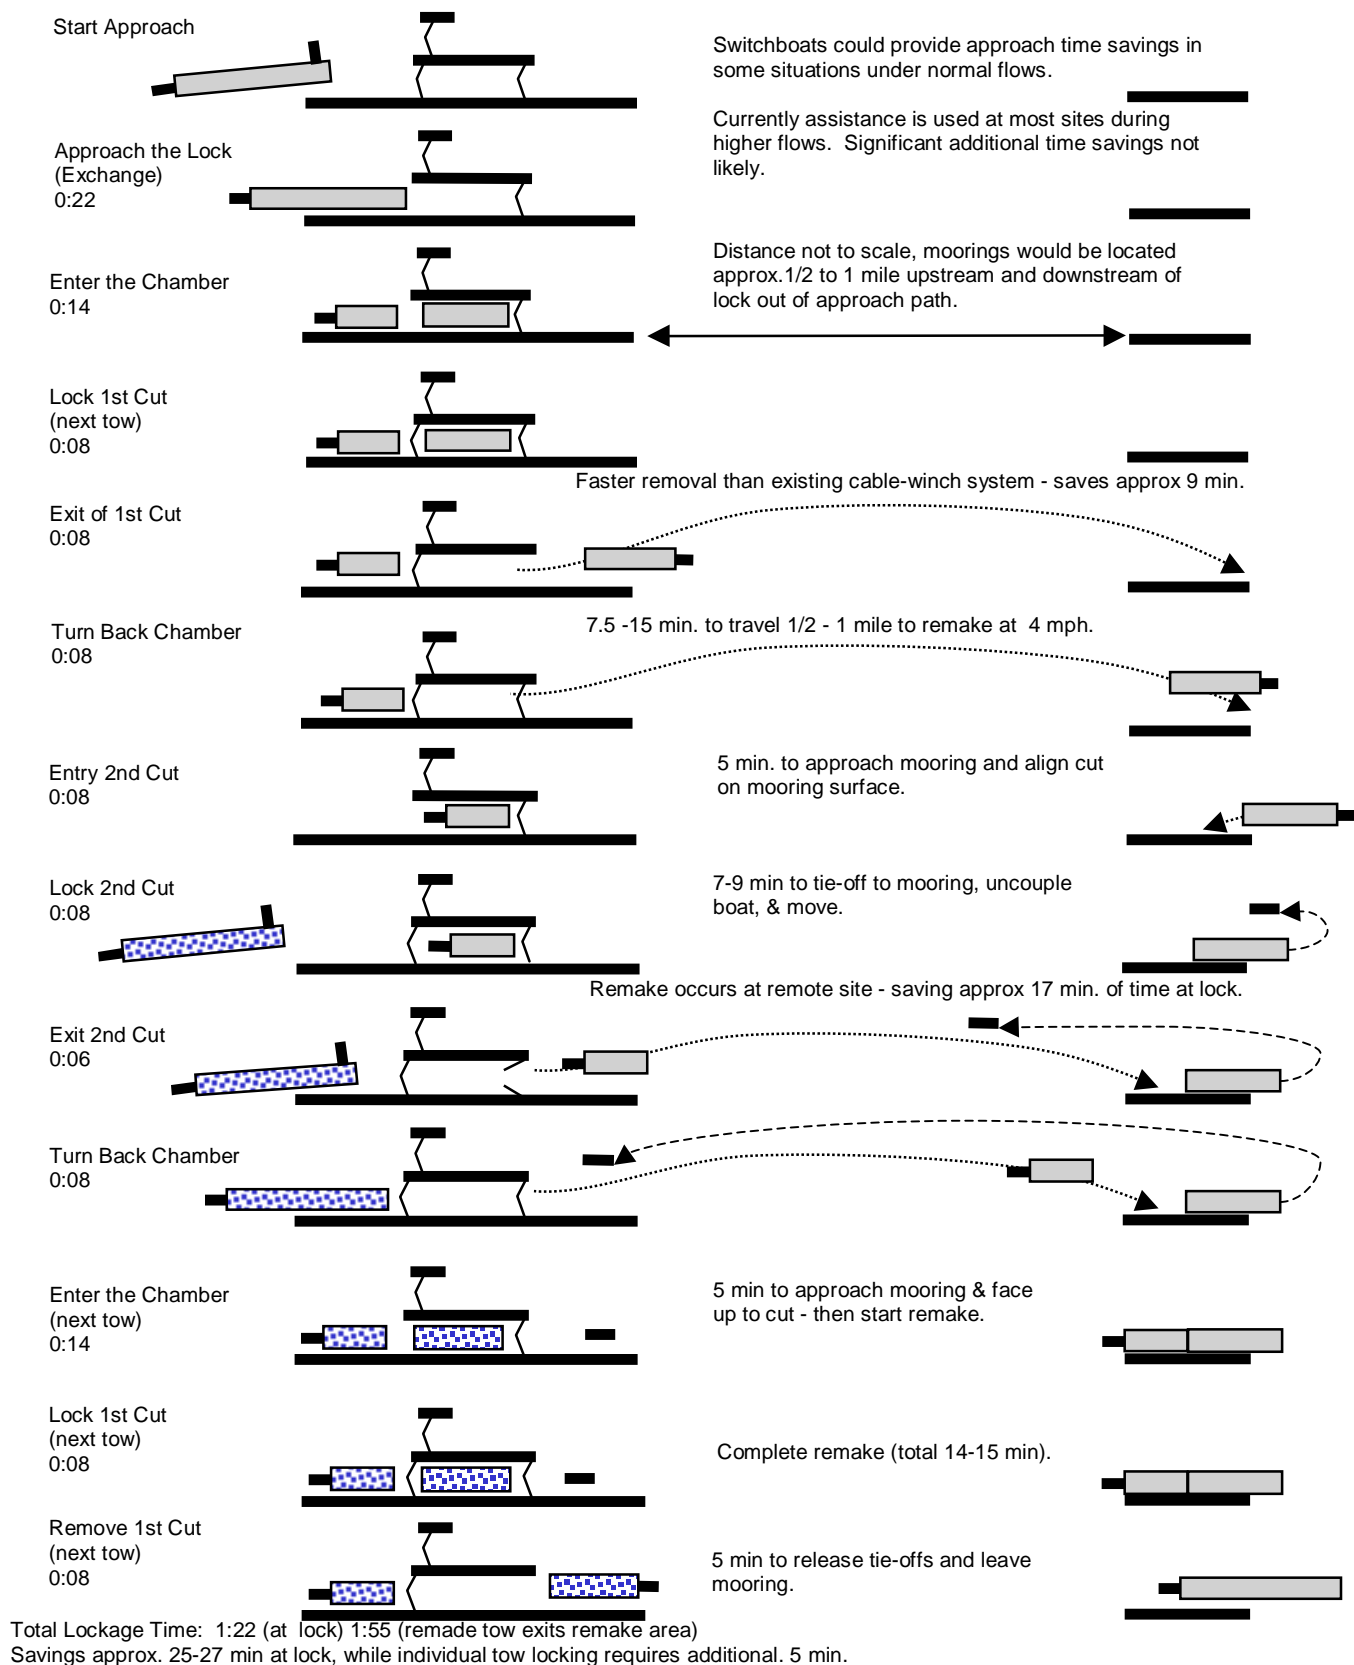 Start Approach
Switchboats could provide approach time savings in
some situations under normal flows.
Currently assistance is used at most sites during
higher flows.  Significant additional time savings not
likely.
Approach the Lock
(Exchange)
0:22
Distance not to scale, moorings would be located
approx.1/2 to 1 mile upstream and downstream of
lock out of approach path.
Enter the Chamber
0:14
Lock 1st Cut
(next tow)
0:08
Faster removal than existing cable-winch system - saves approx 9 min.
Exit of 1st Cut
0:08
Turn Back Chamber
0:08
7.5 -15 min. to travel 1/2 - 1 mile to remake at  4 mph.
Entry 2nd Cut
0:08
5 min. to approach mooring and align cut
on mooring surface.
Lock 2nd Cut
0:08
7-9 min to tie-off to mooring, uncouple
boat, & move.
Remake occurs at remote site - saving approx 17 min. of time at lock.
Exit 2nd Cut
0:06
Turn Back Chamber
0:08
Enter the Chamber
(next tow)
0:14
5 min to approach mooring & face
up to cut - then start remake.
Lock 1st Cut
(next tow)
0:08
Complete remake (total 14-15 min).
Remove 1st Cut
(next tow)
0:08
5 min to release tie-offs and leave
mooring.
Total Lockage Time:  1:22 (at  lock) 1:55 (remade tow exits remake area)
Savings approx. 25-27 min at lock, while individual tow locking requires additional. 5 min.